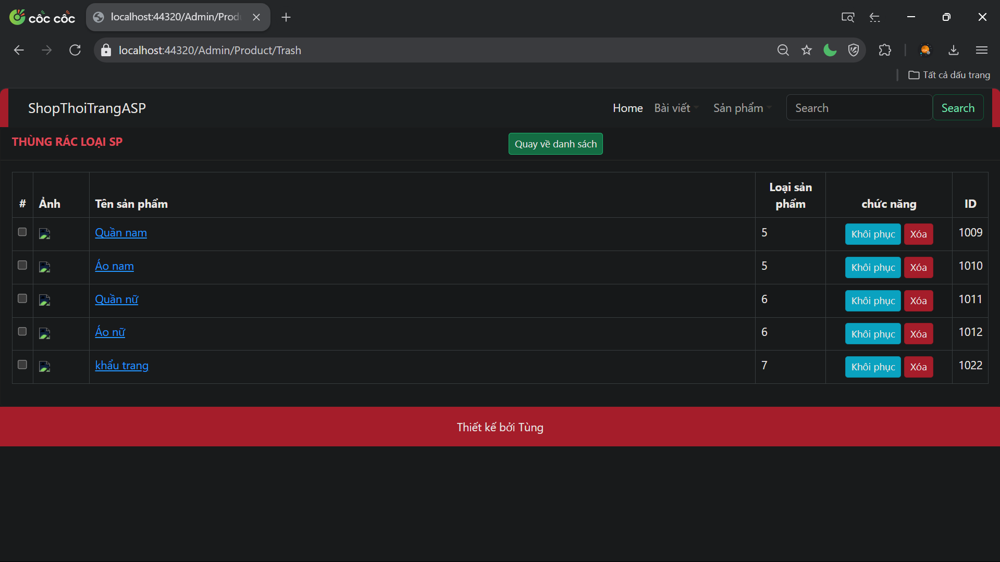 cốc cốc
localhost:44320/Admin/Prod
localhost:44320/Admin/Product/Trash
Tất cả dấu trang
ShopThoiTrangASP
Home Bài viết Sản phẩm Search Search
THÙNG RÁC LOẠI SP
Quay về danh sách
# Ảnh Tên sản phẩm Loại sản phẩm chức năng ID
Quần nam 5 Khôi phục Xóa 1009
Áo nam 5 Khôi phục Xóa 1010
Quần nữ 6 Khôi phục Xóa 1011
Áo nữ 6 Khôi phục Xóa 1012
khẩu trang 7 Khôi phục Xóa 1022
Thiết kế bởi Tùng